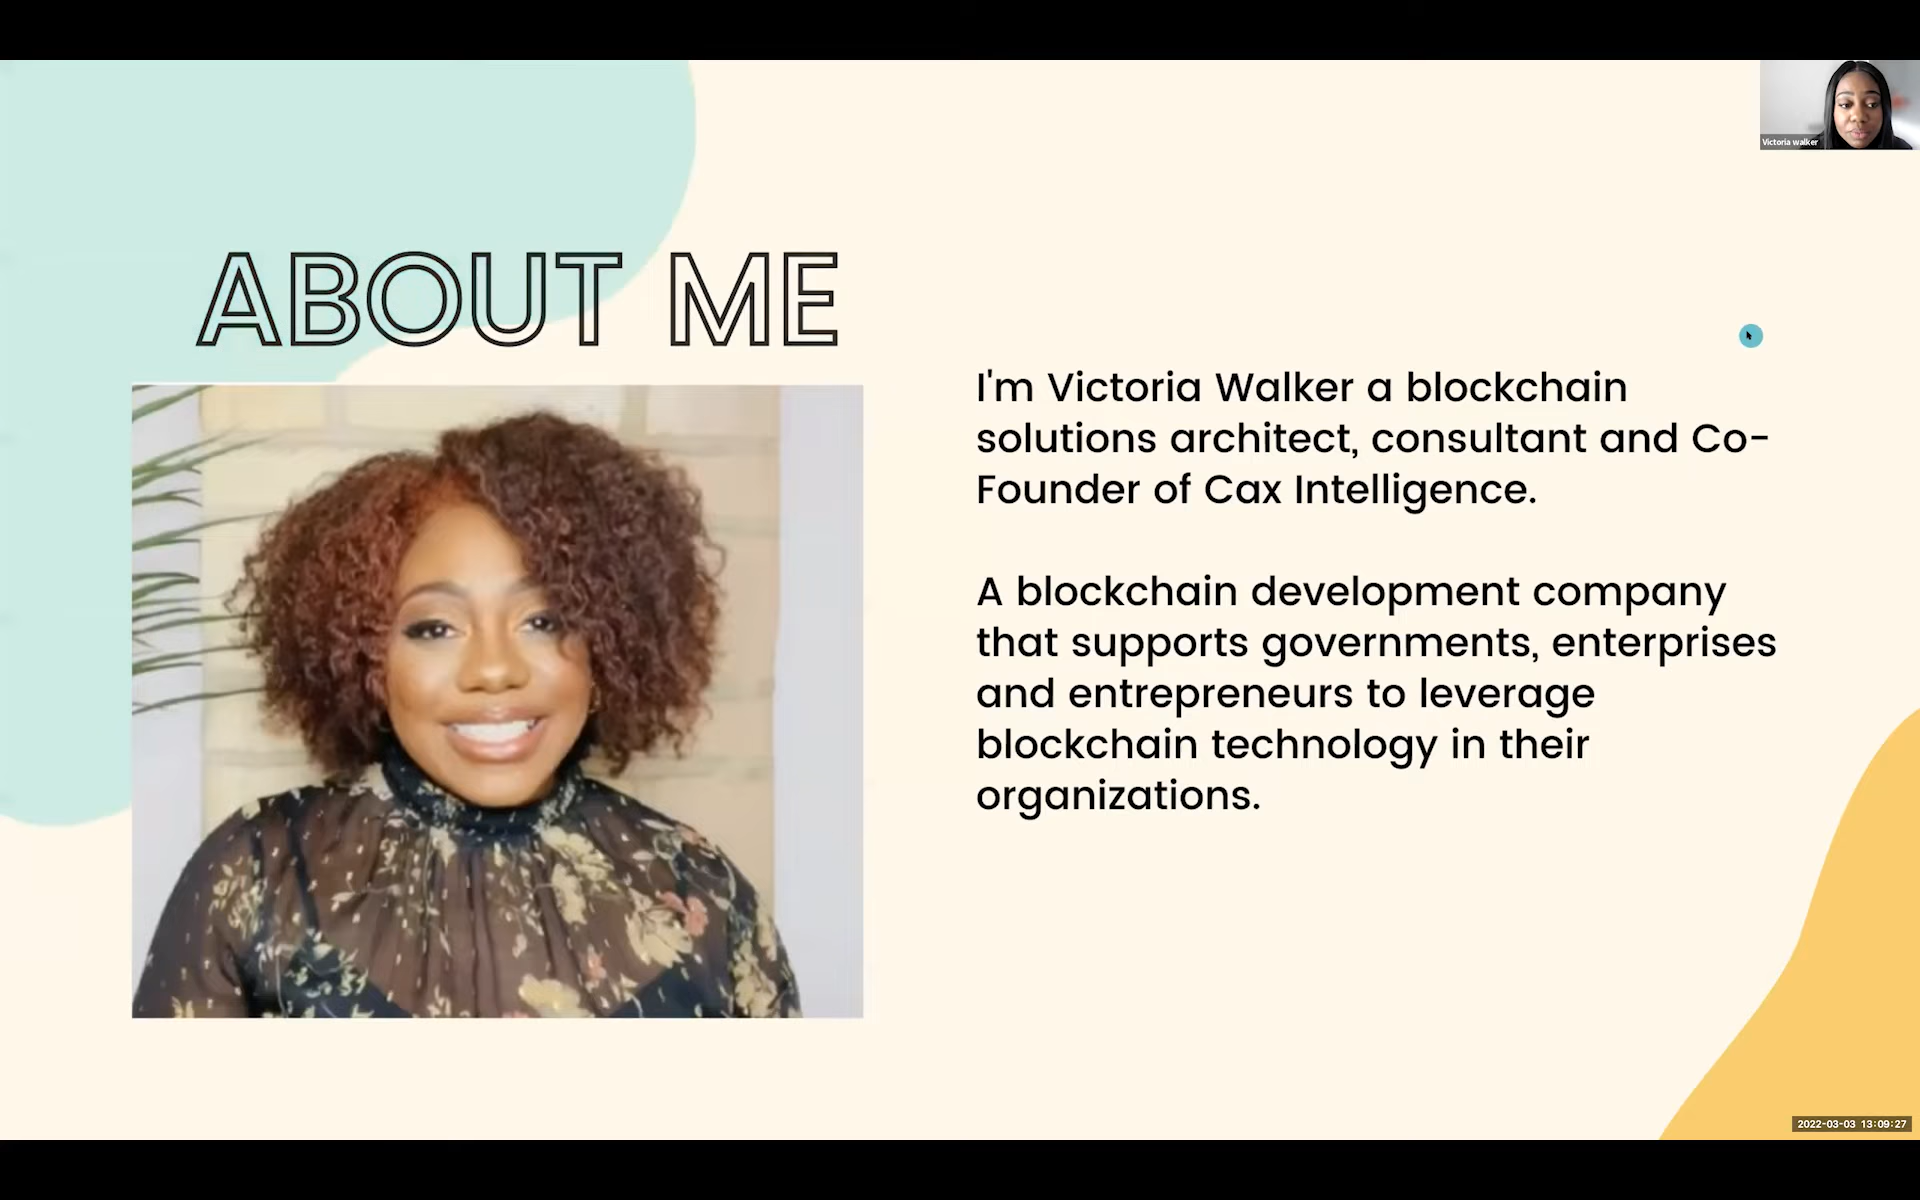 Victoria walker
ABOUT ME
I'm Victoria Walker a blockchain
solutions architect, consultant and Co-
Founder of Cax Intelligence.
A blockchain development company
that supports governments, enterprises
and entrepreneurs to leverage
blockchain technology in their
organizations.
2022-03-03 13:09:27